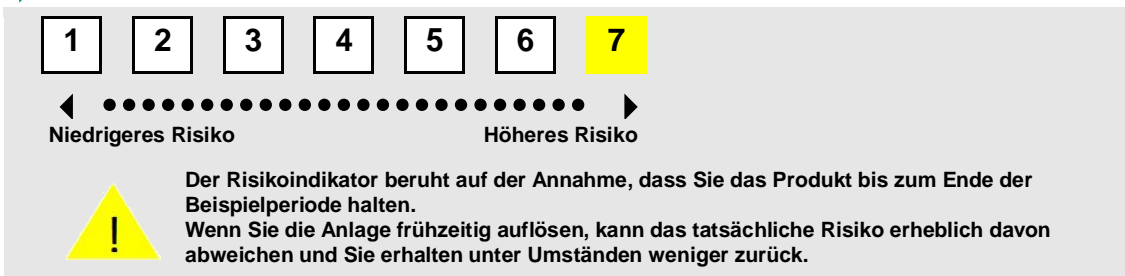 1 2 3 4 5 6 7
Niedrigeres Risiko Höheres Risiko
! Der Risikoindikator beruht auf der Annahme, dass Sie das Produkt bis zum Ende der
Beispielperiode halten.
Wenn Sie die Anlage frühzeitig auflösen, kann das tatsächliche Risiko erheblich davon
abweichen und Sie erhalten unter Umständen weniger zurück.